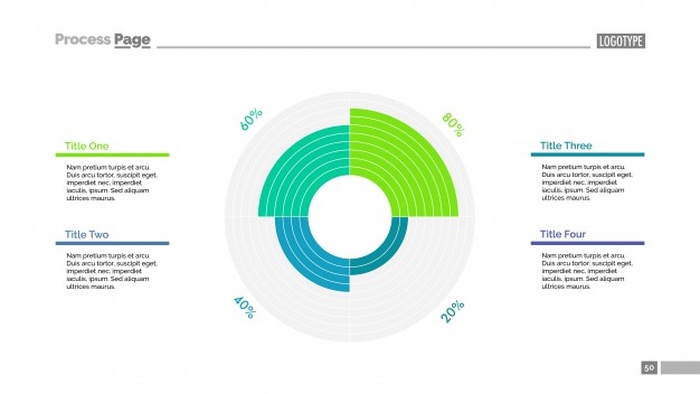 Process Page
LOGOTYPE
Title One
Nam pretium turpis et arcu.
Duis arcu tortor, suscipit eget,
imperdiet nec, imperdiet
iaculis, ipsum. Sed aliquam
ultrices maurus.
Title Two
Nam pretium turpis et arcu.
Duis arcu tortor, suscipit eget,
imperdiet nec, imperdiet
iaculis, ipsum. Sed aliquam
ultrices maurus.
60%
80%
40%
20%
Title Three
Nam pretium turpis et arcu.
Duis arcu tortor, suscipit eget,
imperdiet nec, imperdiet
iaculis, ipsum. Sed aliquam
ultrices maurus.
Title Four
Nam pretium turpis et arcu.
Duis arcu tortor, suscipit eget,
imperdiet nec, imperdiet
iaculis, ipsum. Sed aliquam
ultrices maurus.
50